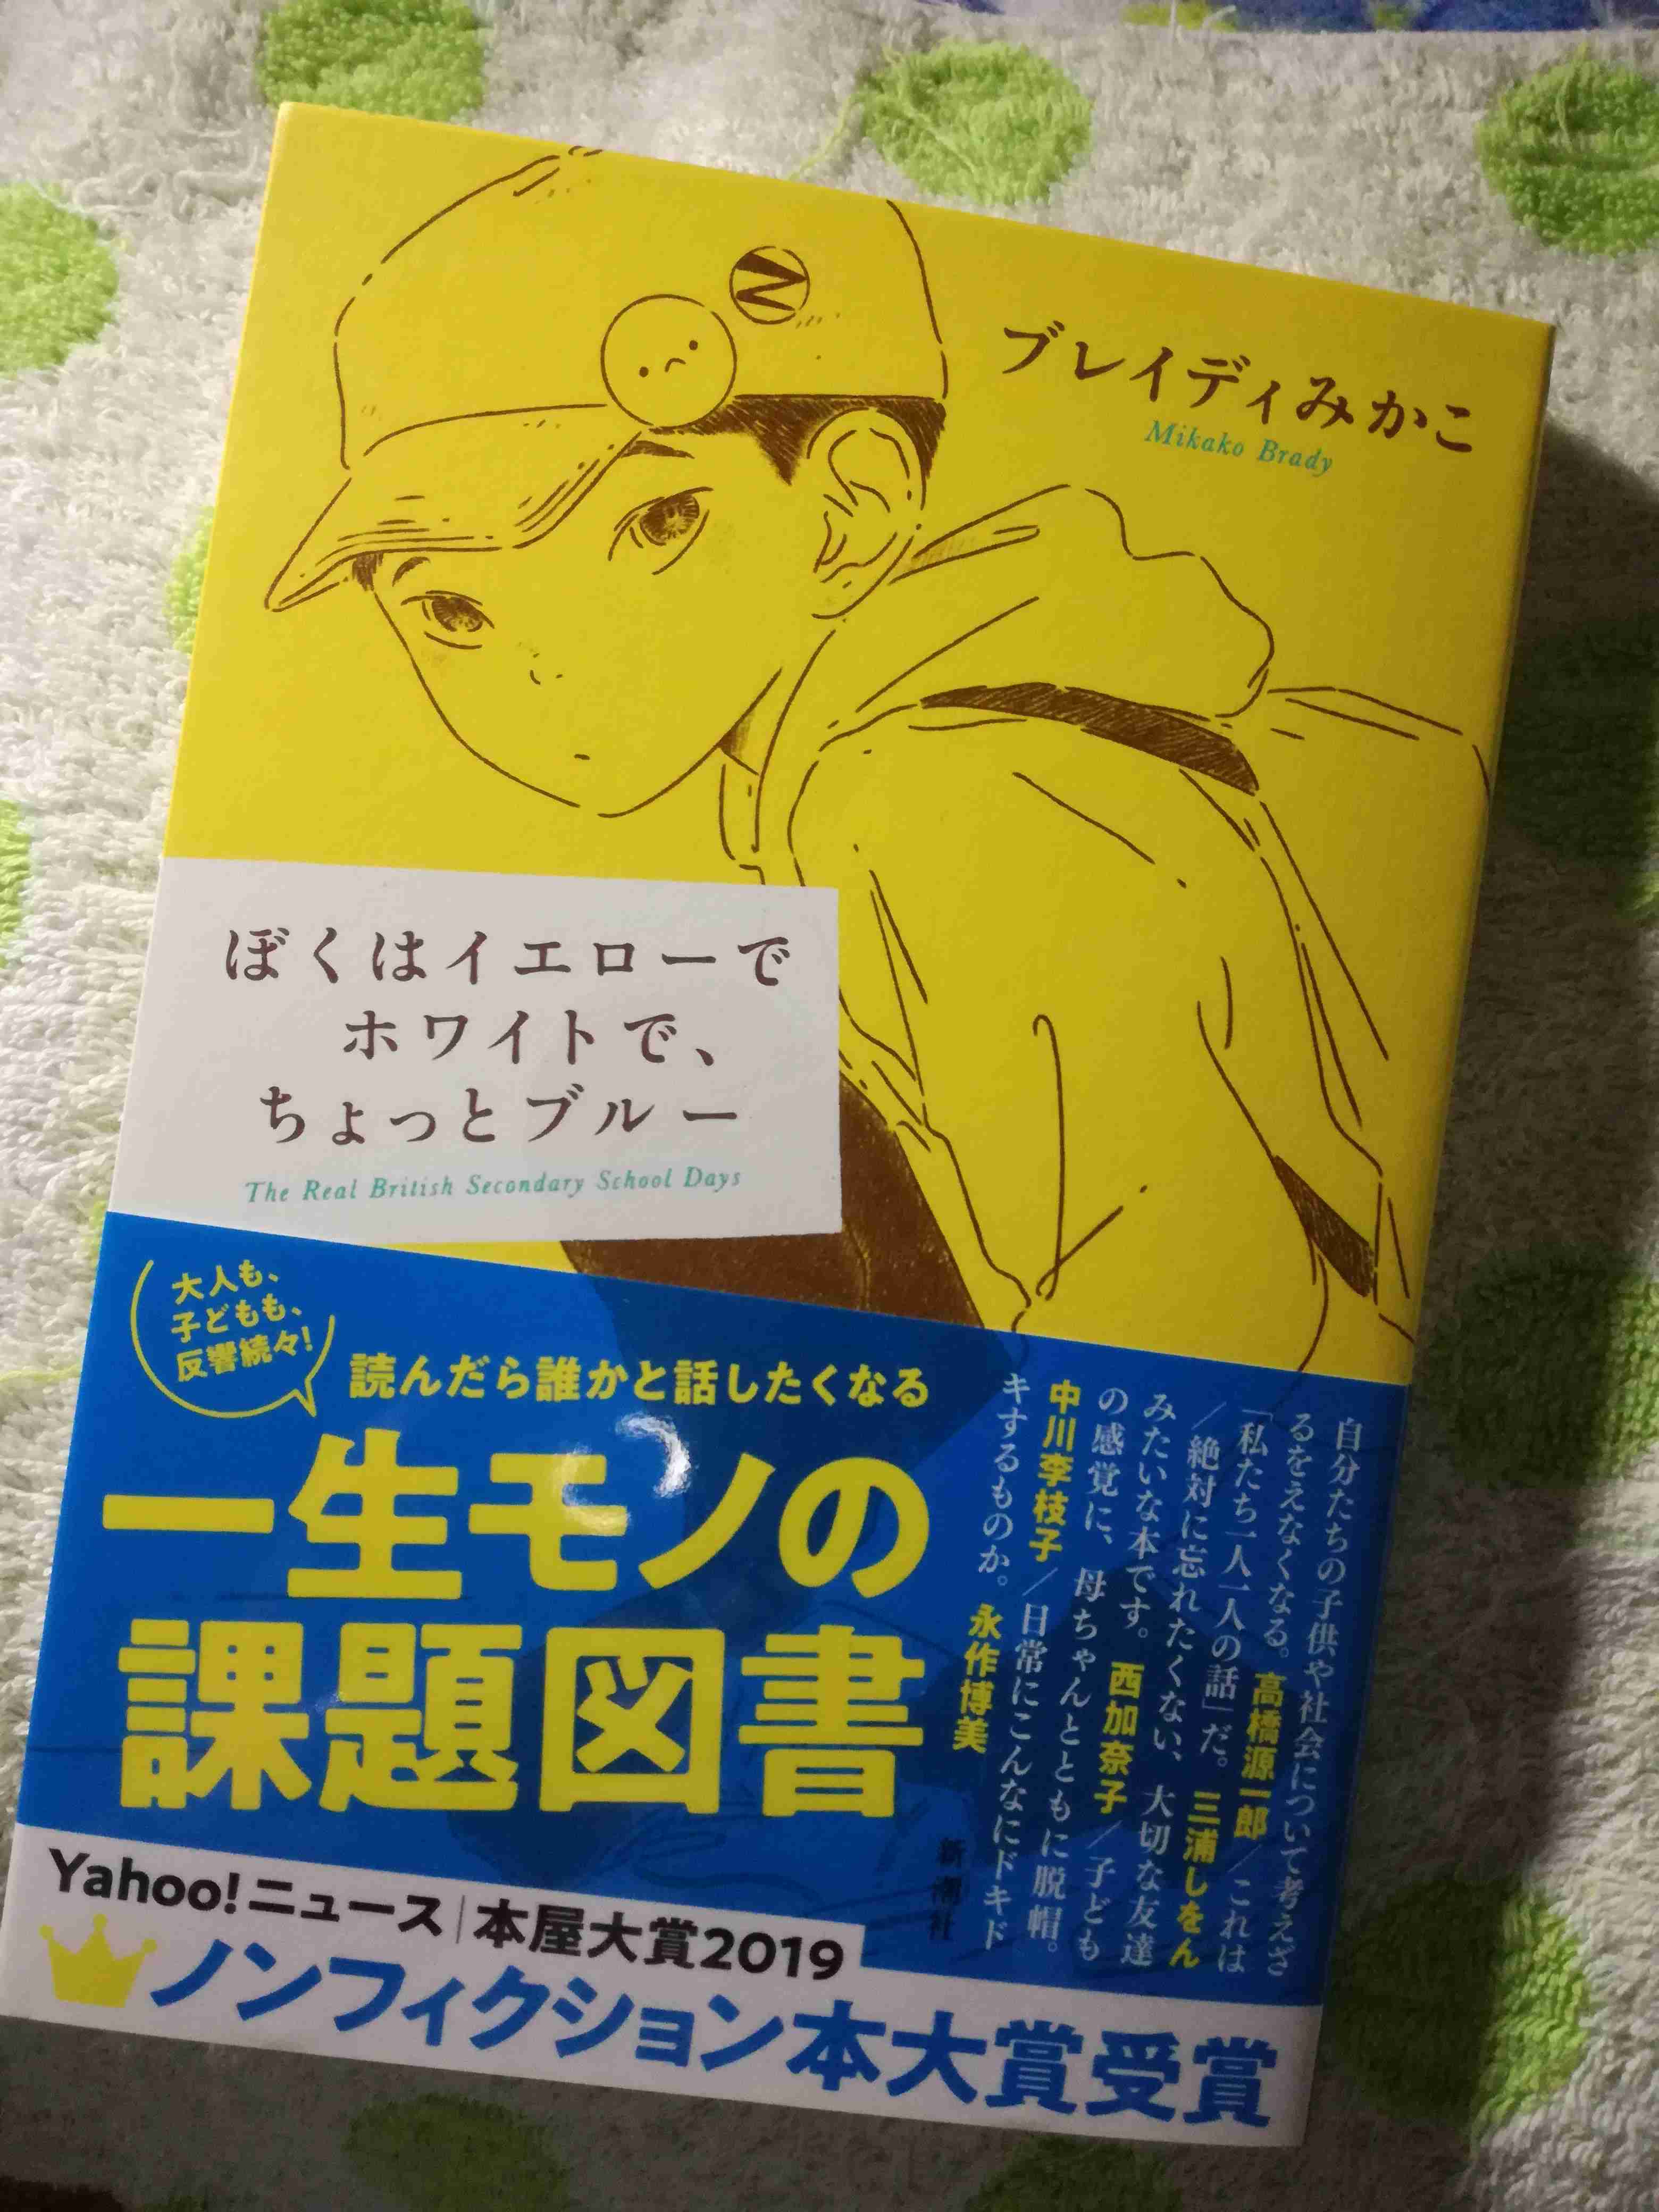 ブレイディみかこ
Mikako Brady
ぼくはイエローで
ホワイトで、
ちょっとブルー
The Real British Secondary School Days
大人も、
子どもも、
反響続々!
読んだら誰かと話したくなる
一生モノの
課題図書
自分たちの子供や社会について考えざ
るをえなくなる。高橋源一郎/これは
「私たち一人一人の話」だ。三浦しをん
/絶対に忘れたくない、大切な友達
みたいな本です。西加奈子/子ども
の感覚に、母ちゃんとともに脱帽。
中川李枝子/日常にこんなにドキド
キするものか。永作博美
新潮社
Yahoo!ニュース|本屋大賞2019
ノンフィクション本大賞受賞